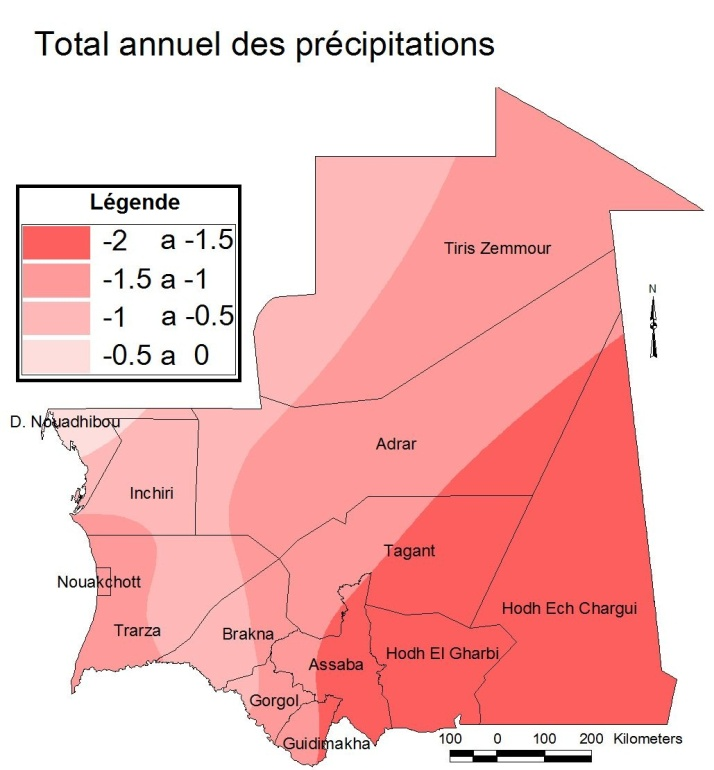 Total annuel des précipitations
Légende
-2 a -1.5
-1.5 a -1
-1 a -0.5
-0.5 a 0
Tiris Zemmour
N
D. Nouadhibou
Adrar
Inchiri
Tagant
Nouakchott
Hodh Ech Chargui
Trarza
Brakna
Hodh El Gharbi
Assaba
Gorgol
Guidimakha
100 0 100 200 Kilometers